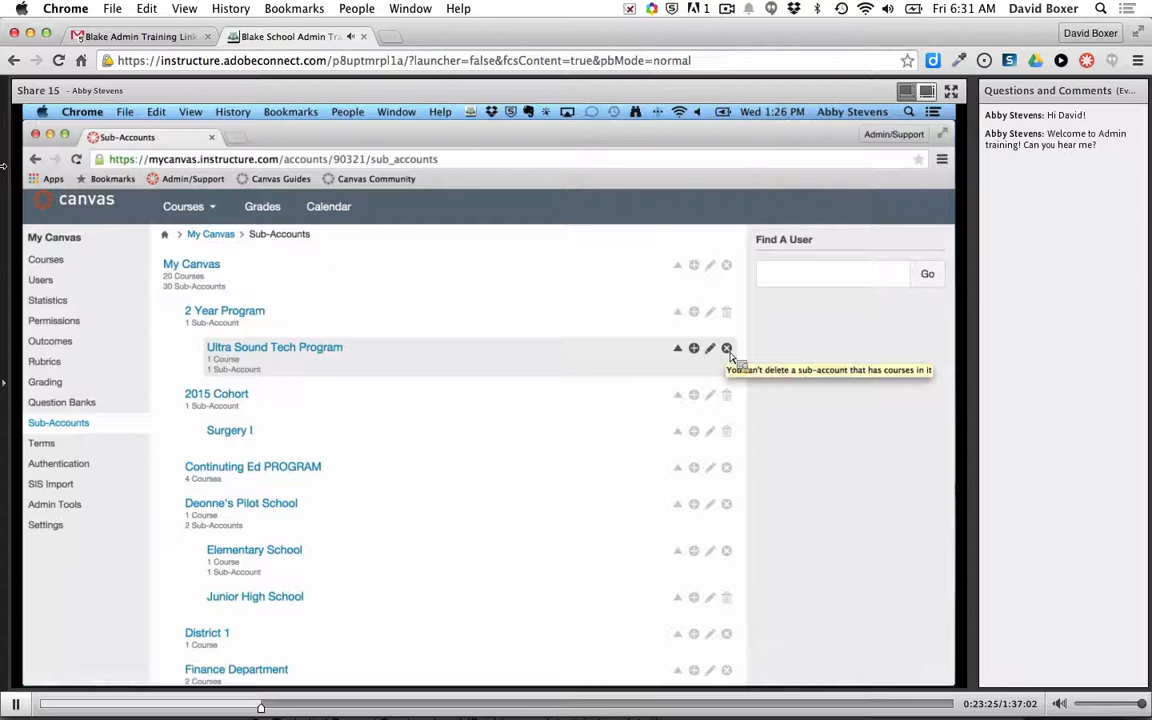 Chrome File Edit View History Bookmarks People Window Help 1 Fri 6:31 AM David Boxer
Blake Admin Training Link Blake School Admin Tra David Boxer
https://instructure.adobeconnect.com/p8uptmrpl1a/?launcher=false&fcsContent=true&pbMode=normal
Share 15 - Abby Stevens
Questions and Comments (Ev...
Chrome File Edit View History Bookmarks People Window Help Wed 1:26 PM Abby Stevens
Abby Stevens: Hi David!
Abby Stevens: Welcome to Admin
training! Can you hear me?
Sub-Accounts Admin/Support
https://mycanvas.instructure.com/accounts/90321/sub_accounts
Apps Bookmarks Admin/Support Canvas Guides Canvas Community
canvas Courses Grades Calendar
My Canvas
Courses
Users
Statistics
Permissions
Outcomes
Rubrics
Grading
Question Banks
Sub-Accounts
Terms
Authentication
SIS Import
Admin Tools
Settings
My Canvas Sub-Accounts
My Canvas
20 Courses
30 Sub-Accounts
2 Year Program
1 Sub-Account
Ultra Sound Tech Program
1 Course
1 Sub-Account
You can't delete a sub-account that has courses in it
2015 Cohort
1 Sub-Account
Surgery I
Continuting Ed PROGRAM
4 Courses
Deonne's Pilot School
1 Course
2 Sub-Accounts
Elementary School
1 Course
1 Sub-Account
Junior High School
District 1
1 Course
Finance Department
2 Courses
Find A User
Go
0:23:25/1:37:02